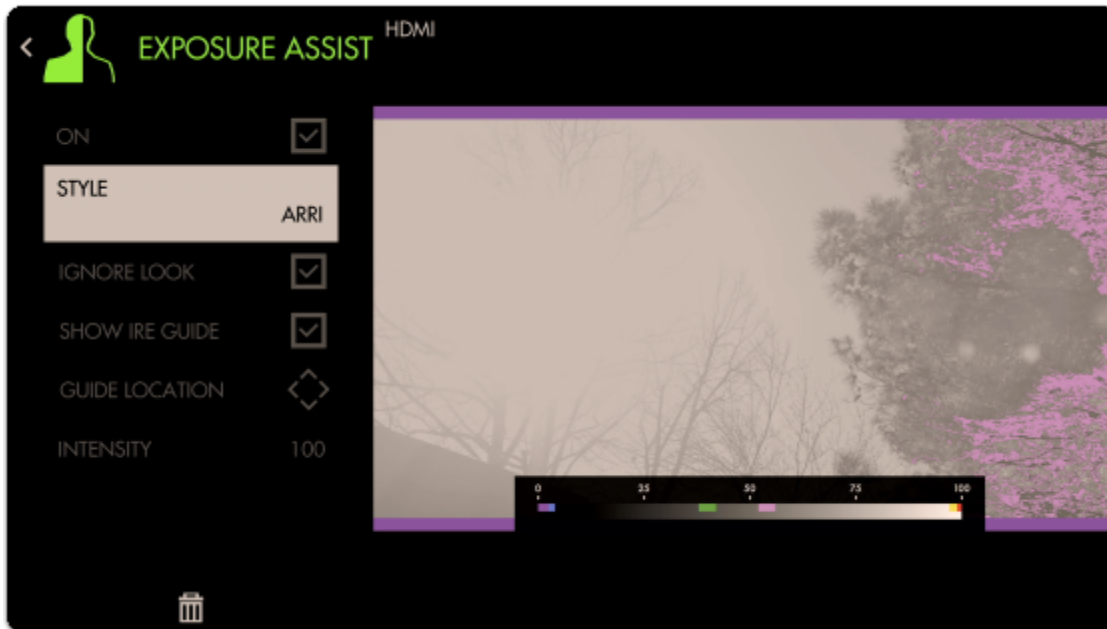 EXPOSURE ASSIST
HDMI
ON
STYLE
ARRI
IGNORE LOOK
SHOW IRE GUIDE
GUIDE LOCATION
INTENSITY 100
0 25 50 75 100